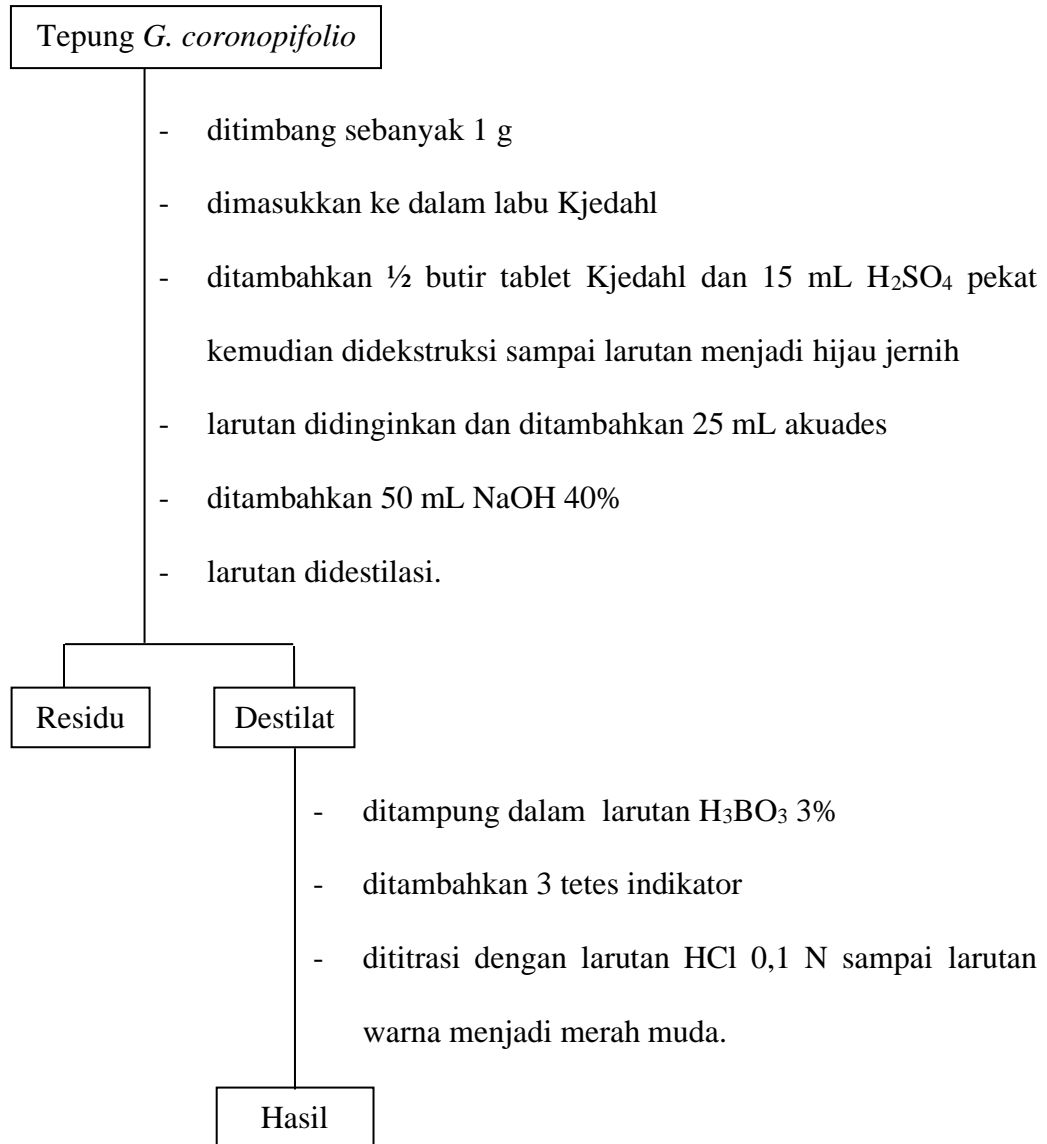 Tepung G. coronopifolio
- ditimbang sebanyak 1 g
- dimasukkan ke dalam labu Kjedahl
- ditambahkan ½ butir tablet Kjedahl dan 15 mL H₂SO₄ pekat
kemudian didekstruksi sampai larutan menjadi hijau jernih
- larutan didinginkan dan ditambahkan 25 mL akuades
- ditambahkan 50 mL NaOH 40%
- larutan didestilasi.
Residu
Destilat
- ditampung dalam larutan H₃BO₃ 3%
- ditambahkan 3 tetes indikator
- dititrasi dengan larutan HCl 0,1 N sampai larutan
warna menjadi merah muda.
Hasil